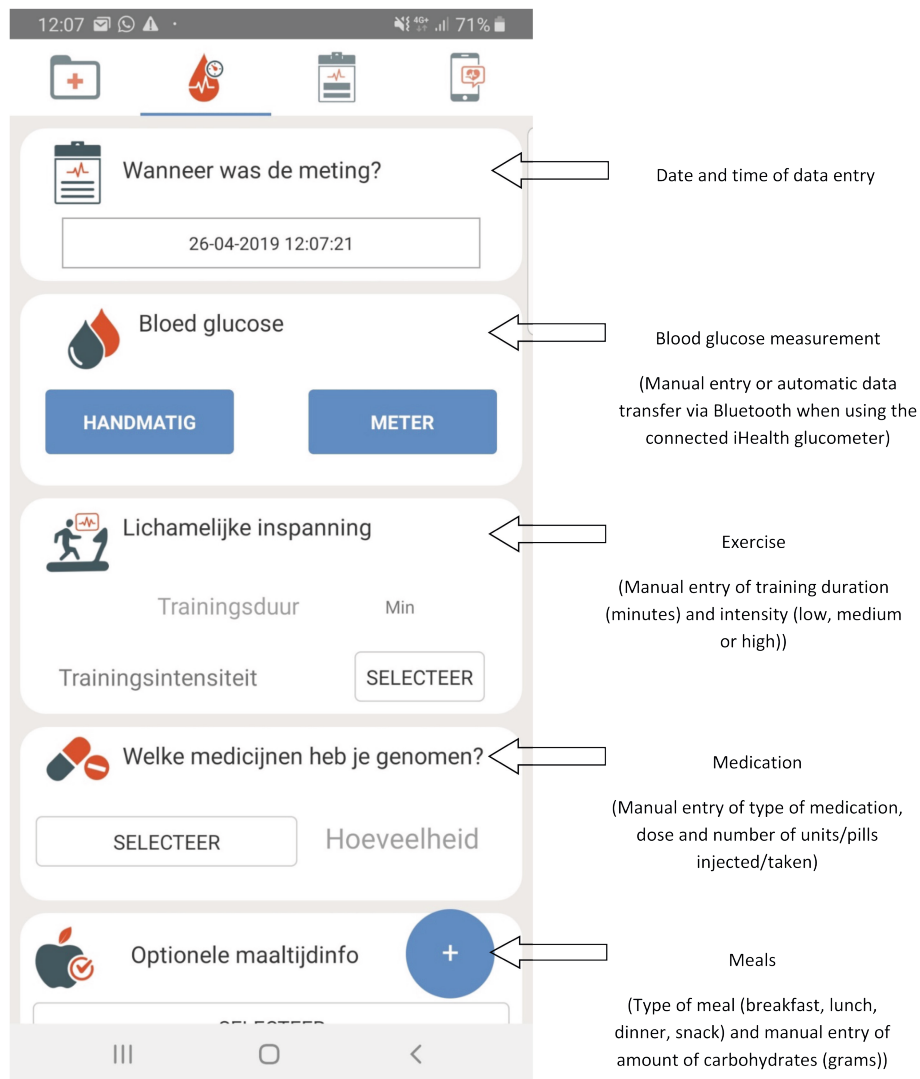 12:07
4G+
71%
Wanneer was de meting?
26-04-2019 12:07:21
Date and time of data entry
Bloed glucose
HANDMATIG
METER
Blood glucose measurement
(Manual entry or automatic data
transfer via Bluetooth when using the
connected iHealth glucometer)
Lichamelijke inspanning
Trainingsduur
Min
Trainingsintensiteit
SELECTEER
Exercise
(Manual entry of training duration
(minutes) and intensity (low, medium
or high))
Welke medicijnen heb je genomen?
SELECTEER
Hoeveelheid
Medication
(Manual entry of type of medication,
dose and number of units/pills
injected/taken)
Optionele maaltijdinfo
+
SELECTEER
Meals
(Type of meal (breakfast, lunch,
dinner, snack) and manual entry of
amount of carbohydrates (grams))